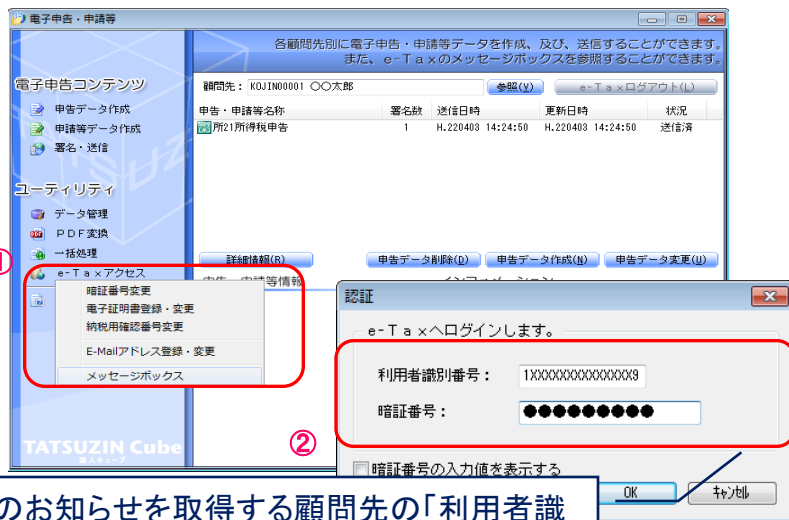 電子申告・申請等
各顧問先別に電子申告・申請等データを作成、及び、送信することができます。
また、e-Taxのメッセージボックスを参照することができます。
電子申告コンテンツ
申告データ作成
申請等データ作成
署名・送信
ユーティリティ
データ管理
PDF変換
一括処理
e-Taxアクセス
顧問先: KOJIN00001 〇〇太郎
参照(V)
e-Taxログアウト(L)
申告・申請等名称 署名数 送信日時 更新日時 状況
所21所得税申告 1 H.220403 14:24:50 H.220403 14:24:50 送信済
詳細情報(R)
申告データ削除(D)
申告データ作成(N)
申告データ変更(U)
①
暗証番号変更
電子証明書登録・変更
納税用確認番号変更
E-Mailアドレス登録・変更
メッセージボックス
TATSUZIN Cube
達人キューブ
②
認証
e-Taxへログインします。
利用者識別番号: 1XXXXXXXXXXXXXX9
暗証番号: ●●●●●●●●●
暗証番号の入力値を表示する
OK
キャンセル
のお知らせを取得する顧問先の「利用者識